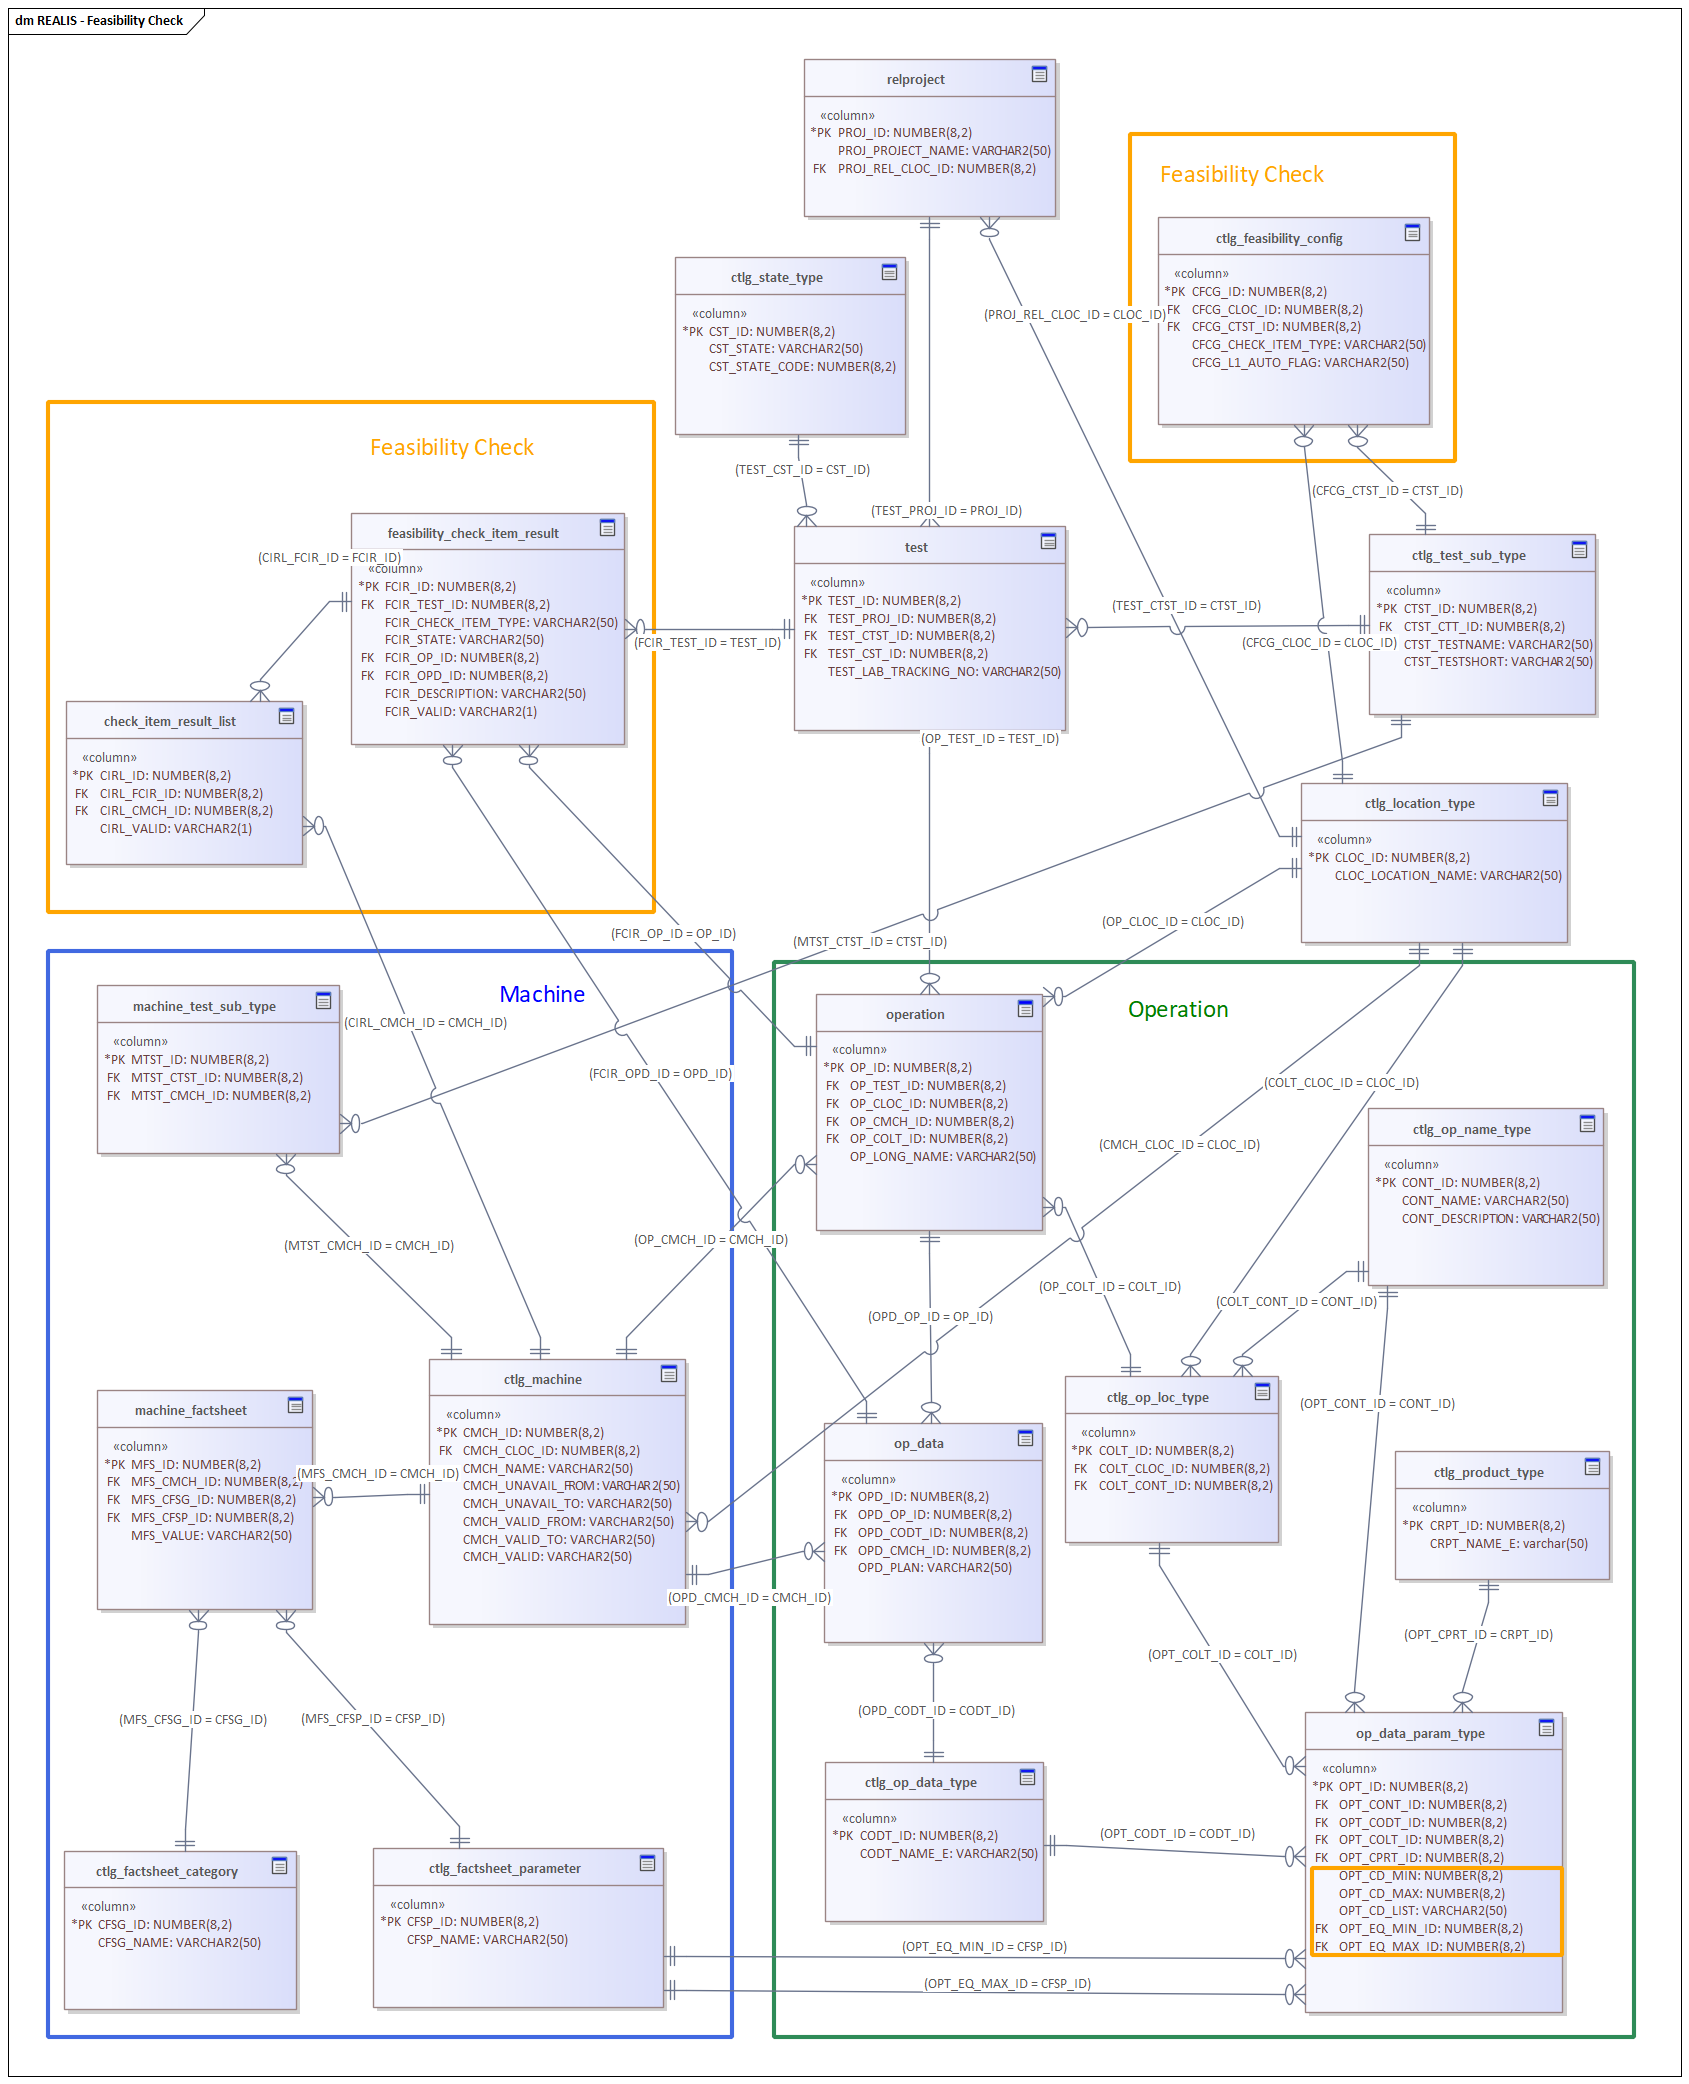 dm REALIS - Feasibility Check
relproject
«column»
*PK PROJ_ID: NUMBER(8,2)
PROJ_PROJECT_NAME: VARCHAR2(50)
FK PROJ_REL_CLOC_ID: NUMBER(8,2)
Feasibility Check
ctlg_feasibility_config
«column»
*PK CFCG_ID: NUMBER(8,2)
FK CFCG_CLOC_ID: NUMBER(8,2)
FK CFCG_CTST_ID: NUMBER(8,2)
CFCG_CHECK_ITEM_TYPE: VARCHAR2(50)
CFCG_L1_AUTO_FLAG: VARCHAR2(50)
ctlg_state_type
«column»
*PK CST_ID: NUMBER(8,2)
CST_STATE: VARCHAR2(50)
CST_STATE_CODE: NUMBER(8,2)
(PROJ_REL_CLOC_ID = CLOC_ID)
(TEST_CST_ID = CST_ID)
(TEST_PROJ_ID = PROJ_ID)
(CFCG_CTST_ID = CTST_ID)
Feasibility Check
feasibility_check_item_result
«column»
*PK FCIR_ID: NUMBER(8,2)
FK FCIR_TEST_ID: NUMBER(8,2)
FCIR_CHECK_ITEM_TYPE: VARCHAR2(50)
FCIR_STATE: VARCHAR2(50)
FK FCIR_OP_ID: NUMBER(8,2)
FK FCIR_OPD_ID: NUMBER(8,2)
FCIR_DESCRIPTION: VARCHAR2(50)
FCIR_VALID: VARCHAR2(1)
(CIRL_FCIR_ID = FCIR_ID)
(FCIR_TEST_ID = TEST_ID)
test
«column»
*PK TEST_ID: NUMBER(8,2)
FK TEST_PROJ_ID: NUMBER(8,2)
FK TEST_CTST_ID: NUMBER(8,2)
FK TEST_CST_ID: NUMBER(8,2)
TEST_LAB_TRACKING_NO: VARCHAR2(50)
(TEST_CTST_ID = CTST_ID)
(CFCG_CLOC_ID = CLOC_ID)
ctlg_test_sub_type
«column»
*PK CTST_ID: NUMBER(8,2)
FK CTST_CTT_ID: NUMBER(8,2)
CTST_TESTNAME: VARCHAR2(50)
CTST_TESTSHORT: VARCHAR2(50)
check_item_result_list
«column»
*PK CIRL_ID: NUMBER(8,2)
FK CIRL_FCIR_ID: NUMBER(8,2)
FK CIRL_CMCH_ID: NUMBER(8,2)
CIRL_VALID: VARCHAR2(1)
(OP_TEST_ID = TEST_ID)
ctlg_location_type
«column»
*PK CLOC_ID: NUMBER(8,2)
CLOC_LOCATION_NAME: VARCHAR2(50)
(OP_CLOC_ID = CLOC_ID)
(FCIR_OP_ID = OP_ID)
(MTST_CTST_ID = CTST_ID)
Machine
machine_test_sub_type
«column»
*PK MTST_ID: NUMBER(8,2)
FK MTST_CTST_ID: NUMBER(8,2)
FK MTST_CMCH_ID: NUMBER(8,2)
(CIRL_CMCH_ID = CMCH_ID)
(FCIR_OPD_ID = OPD_ID)
Operation
operation
«column»
*PK OP_ID: NUMBER(8,2)
FK OP_TEST_ID: NUMBER(8,2)
FK OP_CLOC_ID: NUMBER(8,2)
FK OP_CMCH_ID: NUMBER(8,2)
FK OP_COLT_ID: NUMBER(8,2)
OP_LONG_NAME: VARCHAR2(50)
(COLT_CLOC_ID = CLOC_ID)
(CMCH_CLOC_ID = CLOC_ID)
ctlg_op_name_type
«column»
*PK CONT_ID: NUMBER(8,2)
CONT_NAME: VARCHAR2(50)
CONT_DESCRIPTION: VARCHAR2(50)
(MTST_CMCH_ID = CMCH_ID)
(OP_CMCH_ID = CMCH_ID)
(OP_COLT_ID = COLT_ID)
(COLT_CONT_ID = CONT_ID)
(OPD_OP_ID = OP_ID)
ctlg_machine
«column»
*PK CMCH_ID: NUMBER(8,2)
FK CMCH_CLOC_ID: NUMBER(8,2)
CMCH_NAME: VARCHAR2(50)
CMCH_UNAVAIL_FROM: VARCHAR2(50)
CMCH_UNAVAIL_TO: VARCHAR2(50)
CMCH_VALID_FROM: VARCHAR2(50)
CMCH_VALID_TO: VARCHAR2(50)
CMCH_VALID: VARCHAR2(50)
machine_factsheet
«column»
*PK MFS_ID: NUMBER(8,2)
FK MFS_CMCH_ID: NUMBER(8,2)
FK MFS_CFSG_ID: NUMBER(8,2)
FK MFS_CFSP_ID: NUMBER(8,2)
MFS_VALUE: VARCHAR2(50)
(MFS_CMCH_ID = CMCH_ID)
ctlg_op_loc_type
«column»
*PK COLT_ID: NUMBER(8,2)
FK COLT_CLOC_ID: NUMBER(8,2)
FK COLT_CONT_ID: NUMBER(8,2)
(OPT_CONT_ID = CONT_ID)
op_data
«column»
*PK OPD_ID: NUMBER(8,2)
FK OPD_OP_ID: NUMBER(8,2)
FK OPD_CODT_ID: NUMBER(8,2)
FK OPD_CMCH_ID: NUMBER(8,2)
OPD_PLAN: VARCHAR2(50)
ctlg_product_type
«column»
*PK CRPT_ID: NUMBER(8,2)
CRPT_NAME_E: varchar(50)
(OPD_CMCH_ID = CMCH_ID)
(OPT_CPRT_ID = CRPT_ID)
(OPT_COLT_ID = COLT_ID)
(MFS_CFSG_ID = CFSG_ID)
(MFS_CFSP_ID = CFSP_ID)
(OPD_CODT_ID = CODT_ID)
op_data_param_type
«column»
*PK OPT_ID: NUMBER(8,2)
FK OPT_CONT_ID: NUMBER(8,2)
FK OPT_CODT_ID: NUMBER(8,2)
FK OPT_COLT_ID: NUMBER(8,2)
FK OPT_CPRT_ID: NUMBER(8,2)
OPT_CD_MIN: NUMBER(8,2)
OPT_CD_MAX: NUMBER(8,2)
OPT_CD_LIST: VARCHAR2(50)
FK OPT_EQ_MIN_ID: NUMBER(8,2)
FK OPT_EQ_MAX_ID: NUMBER(8,2)
ctlg_op_data_type
«column»
*PK CODT_ID: NUMBER(8,2)
CODT_NAME_E: VARCHAR2(50)
(OPT_CODT_ID = CODT_ID)
ctlg_factsheet_category
«column»
*PK CFSG_ID: NUMBER(8,2)
CFSG_NAME: VARCHAR2(50)
ctlg_factsheet_parameter
«column»
*PK CFSP_ID: NUMBER(8,2)
CFSP_NAME: VARCHAR2(50)
(OPT_EQ_MIN_ID = CFSP_ID)
(OPT_EQ_MAX_ID = CFSP_ID)